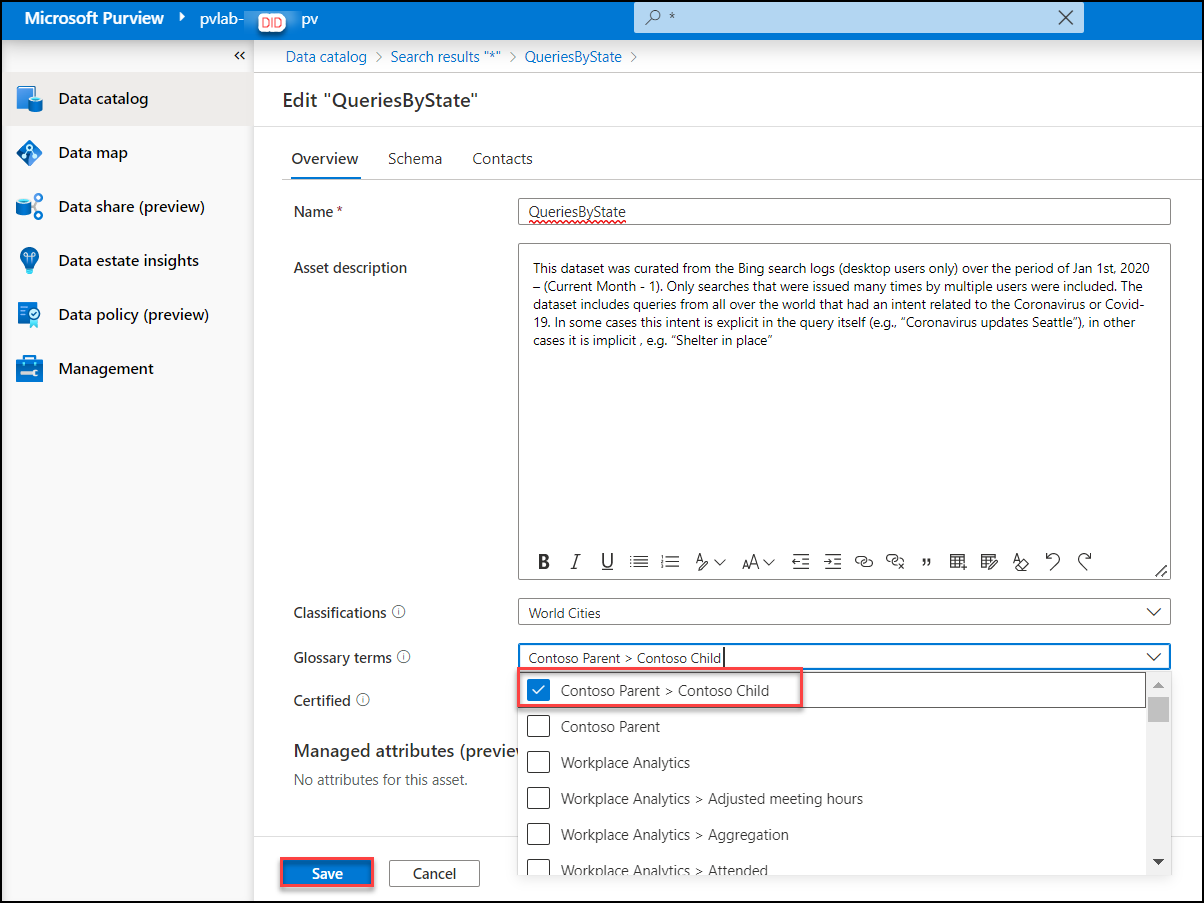 Microsoft Purview pvlab- DID pv
*
Data catalog > Search results "*" > QueriesByState >
Data catalog
Data map
Data share (preview)
Data estate insights
Data policy (preview)
Management
Edit "QueriesByState"
Overview Schema Contacts
Name *
QueriesByState
Asset description
This dataset was curated from the Bing search logs (desktop users only) over the period of Jan 1st, 2020
– (Current Month - 1). Only searches that were issued many times by multiple users were included. The
dataset includes queries from all over the world that had an intent related to the Coronavirus or Covid-
19. In some cases this intent is explicit in the query itself (e.g., “Coronavirus updates Seattle”), in other
cases it is implicit , e.g. “Shelter in place”
B I U A AA A
Classifications
World Cities
Glossary terms
Contoso Parent > Contoso Child
Contoso Parent > Contoso Child
Certified
Contoso Parent
Managed attributes (previe
Workplace Analytics
No attributes for this asset.
Workplace Analytics > Adjusted meeting hours
Workplace Analytics > Aggregation
Workplace Analytics > Attended
Save Cancel